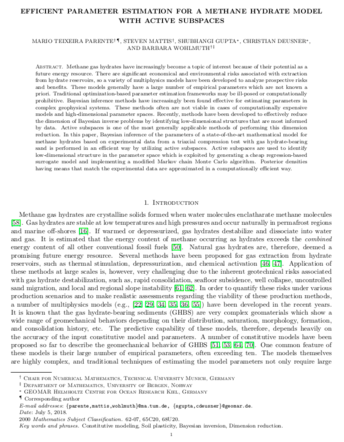 EFFICIENT PARAMETER ESTIMATION FOR A METHANE HYDRATE MODEL
WITH ACTIVE SUBSPACES
MARIO TEIXEIRA PARENTE†¶, STEVEN MATTIS†, SHUBHANGI GUPTA⋆, CHRISTIAN DEUSNER⋆,
AND BARBARA WOHLMUTH†‡
Abstract. Methane gas hydrates have increasingly become a topic of interest because of their potential as a
future energy resource. There are significant economical and environmental risks associated with extraction
from hydrate reservoirs, so a variety of multiphysics models have been developed to analyze prospective risks
and benefits. These models generally have a large number of empirical parameters which are not known a
priori. Traditional optimization-based parameter estimation frameworks may be ill-posed or computationally
prohibitive. Bayesian inference methods have increasingly been found effective for estimating parameters in
complex geophysical systems. These methods often are not viable in cases of computationally expensive
models and high-dimensional parameter spaces. Recently, methods have been developed to effectively reduce
the dimension of Bayesian inverse problems by identifying low-dimensional structures that are most informed
by data. Active subspaces is one of the most generally applicable methods of performing this dimension
reduction. In this paper, Bayesian inference of the parameters of a state-of-the-art mathematical model for
methane hydrates based on experimental data from a triaxial compression test with gas hydrate-bearing
sand is performed in an efficient way by utilizing active subspaces. Active subspaces are used to identify
low-dimensional structure in the parameter space which is exploited by generating a cheap regression-based
surrogate model and implementing a modified Markov chain Monte Carlo algorithm. Posterior densities
having means that match the experimental data are approximated in a computationally efficient way.
1. Introduction
Methane gas hydrates are crystalline solids formed when water molecules enclathurate methane molecules
[58]. Gas hydrates are stable at low temperatures and high pressures and occur naturally in permafrost regions
and marine off-shores [16]. If warmed or depressurized, gas hydrates destabilize and dissociate into water
and gas. It is estimated that the energy content of methane occurring as hydrates exceeds the combined
energy content of all other conventional fossil fuels [50]. Natural gas hydrates are, therefore, deemed a
promising future energy resource. Several methods have been proposed for gas extraction from hydrate
reservoirs, such as thermal stimulation, depressurization, and chemical activation [46, 47]. Application of
these methods at large scales is, however, very challenging due to the inherent geotechnical risks associated
with gas hydrate destabilization, such as, rapid consolidation, seafloor subsidence, well collapse, uncontrolled
sand migration, and local and regional slope instability [61, 62]. In order to quantify these risks under various
production scenarios and to make realistic assessments regarding the viability of these production methods,
a number of multiphysics models (e.g., [28, 29, 34, 35, 36, 55]) have been developed in the recent years.
It is known that the gas hydrate-bearing sediments (GHBS) are very complex geomaterials which show a
wide range of geomechanical behaviors depending on their distribution, saturation, morphology, formation,
and consolidation history, etc. The predictive capability of these models, therefore, depends heavily on
the accuracy of the input constitutive model and parameters. A number of constitutive models have been
proposed so far to describe the geomechanical behavior of GHBS [51, 53, 64, 70]. One common feature of
these models is their large number of empirical parameters, often exceeding ten. The models themselves
are highly complex, and traditional techniques of estimating the model parameters not only require large
† Chair for Numerical Mathematics, Technical University Munich, Germany
‡ Department of Mathematics, University of Bergen, Norway
⋆ GEOMAR Helmholtz Centre for Ocean Research Kiel, Germany
¶ Corresponding author
E-mail addresses: {parente,mattis,wohlmuth}@ma.tum.de, {sgupta,cdeusner}@geomar.de.
Date: July 5, 2018.
2000 Mathematics Subject Classification. 62-07, 65C20, 68U20.
Key words and phrases. Constitutive modeling, Soil plasticity, Bayesian inversion, Dimension reduction.
1